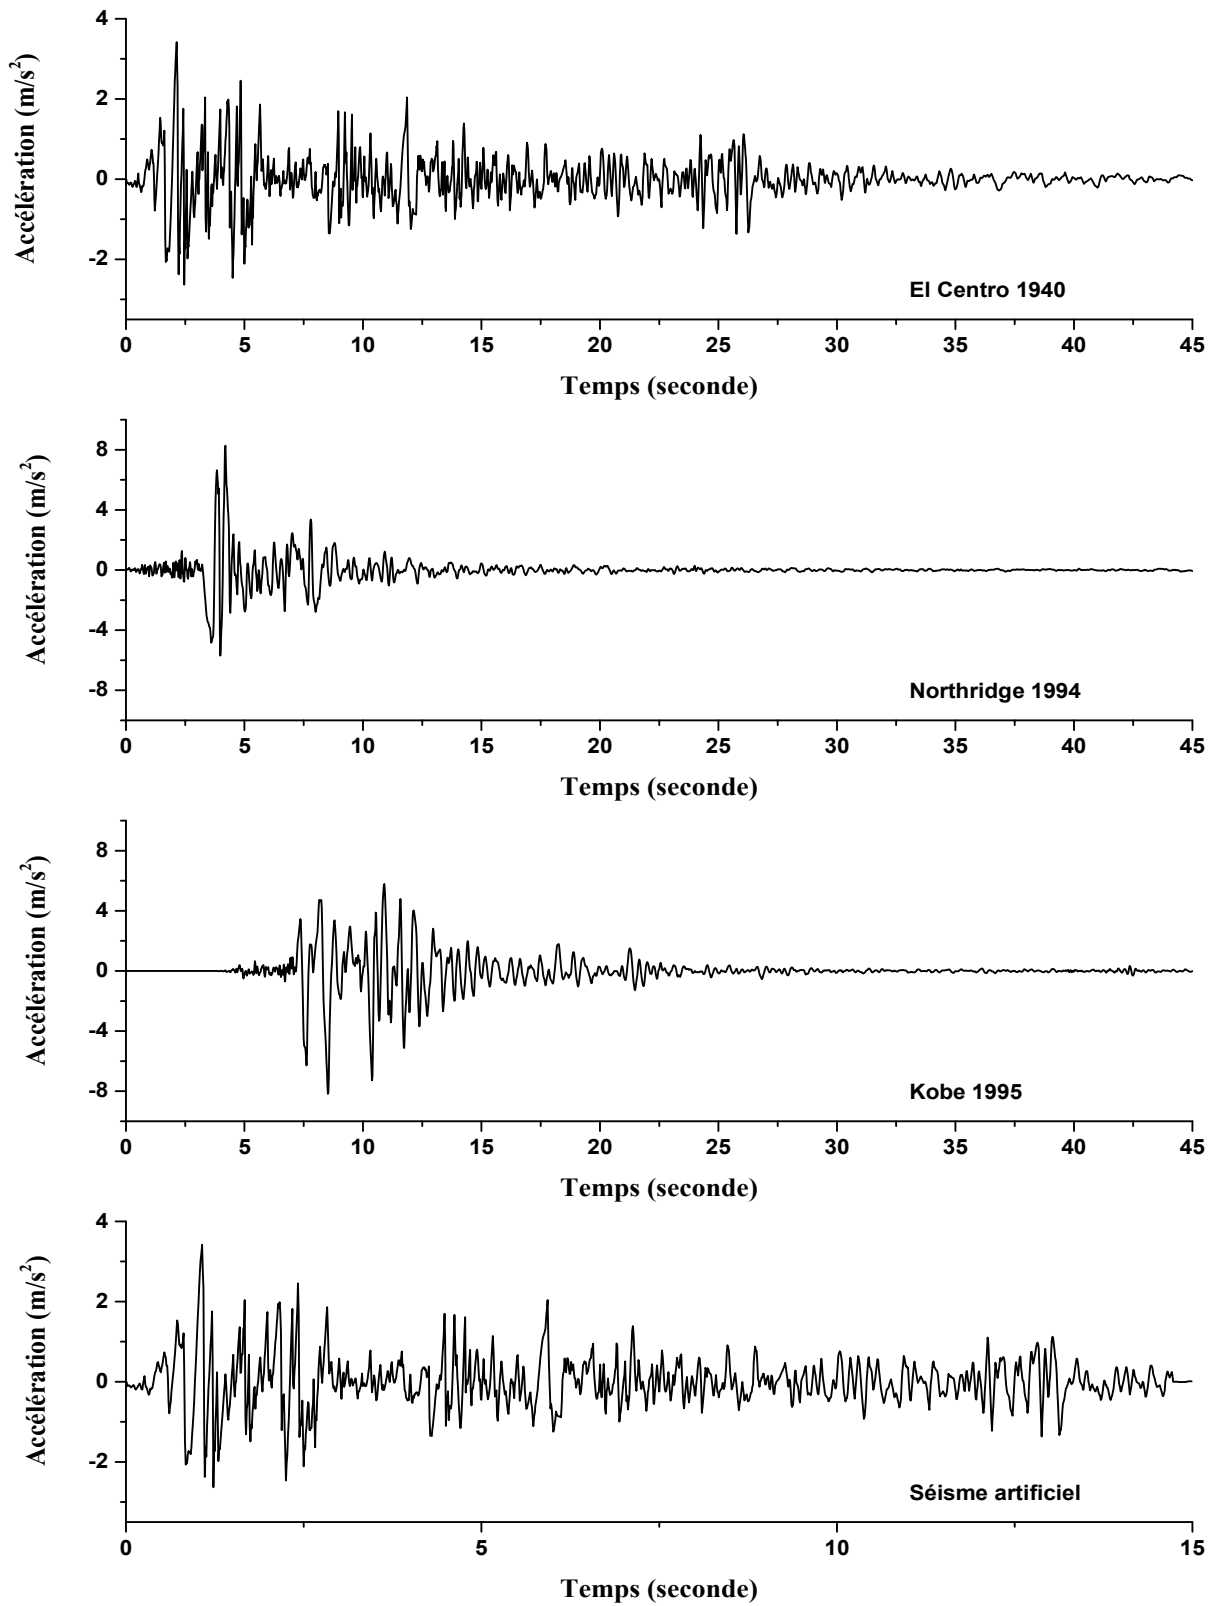 4
2
0
-2
Accélération (m/s²)
El Centro 1940
0 5 10 15 20 25 30 35 40 45
Temps (seconde)
8
4
0
-4
-8
Accélération (m/s²)
Northridge 1994
0 5 10 15 20 25 30 35 40 45
Temps (seconde)
8
4
0
-4
-8
Accélération (m/s²)
Kobe 1995
0 5 10 15 20 25 30 35 40 45
Temps (seconde)
4
2
0
-2
Accélération (m/s²)
Séisme artificiel
0 5 10 15
Temps (seconde)